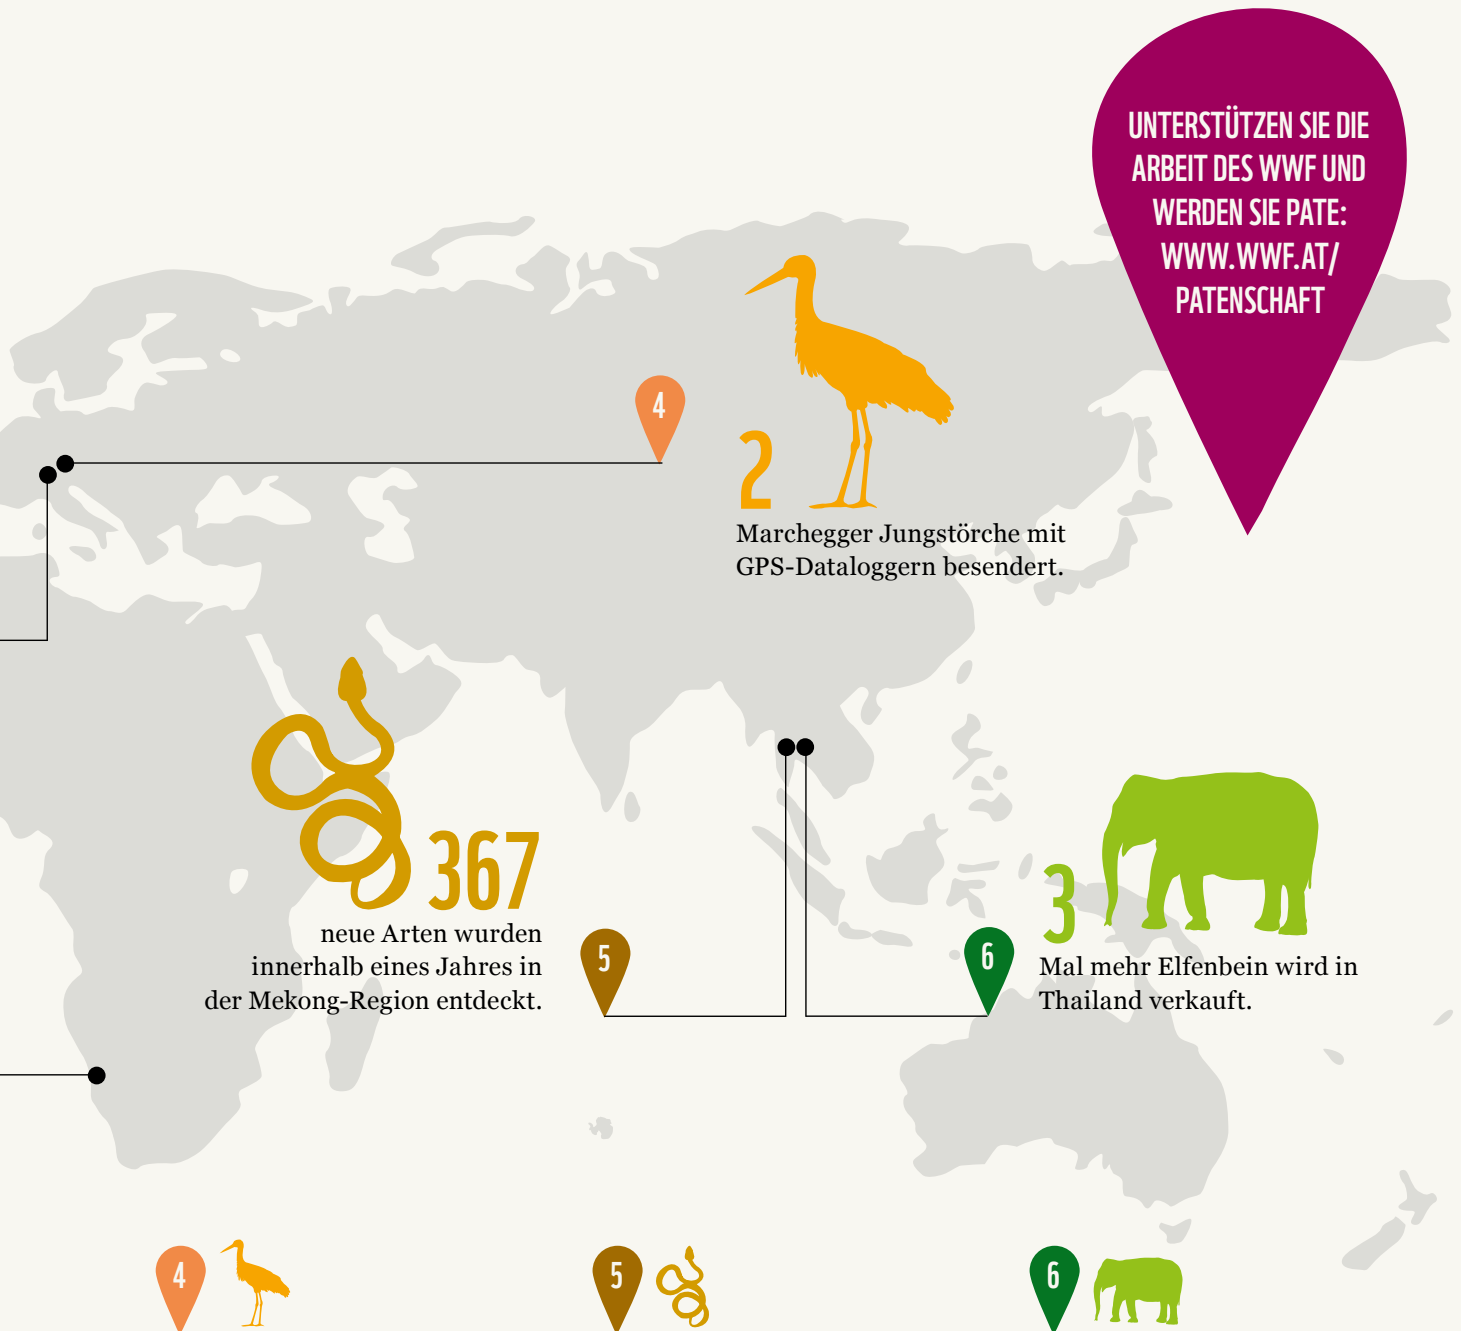 UNTERSTÜTZEN SIE DIE
ARBEIT DES WWF UND
WERDEN SIE PATE:
WWW.WWF.AT/
PATENSCHAFT
4
2
Marchegger Jungstörche mit
GPS-Dataloggern besendert.
367
neue Arten wurden
innerhalb eines Jahres in
der Mekong-Region entdeckt.
5
6
3
Mal mehr Elfenbein wird in
Thailand verkauft.
4
5
6